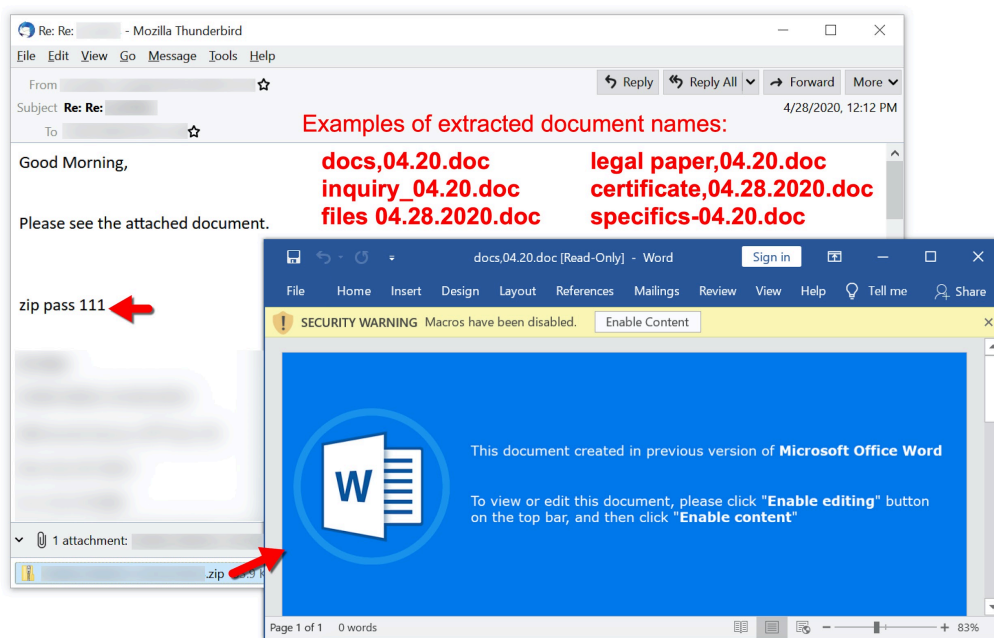 Re: Re: - Mozilla Thunderbird
File Edit View Go Message Tools Help
From
Reply Reply All Forward More
Subject Re: Re:
4/28/2020, 12:12 PM
To
Examples of extracted document names:
docs,04.20.doc legal paper,04.20.doc
inquiry_04.20.doc certificate,04.28.2020.doc
files 04.28.2020.doc specifics-04.20.doc
Good Morning,
Please see the attached document.
zip pass 111
1 attachment:
.zip
docs,04.20.doc [Read-Only] - Word Sign in
File Home Insert Design Layout References Mailings Review View Help Tell me Share
SECURITY WARNING Macros have been disabled. Enable Content
W
This document created in previous version of Microsoft Office Word
To view or edit this document, please click "Enable editing" button
on the top bar, and then click "Enable content"
Page 1 of 1 0 words 83%